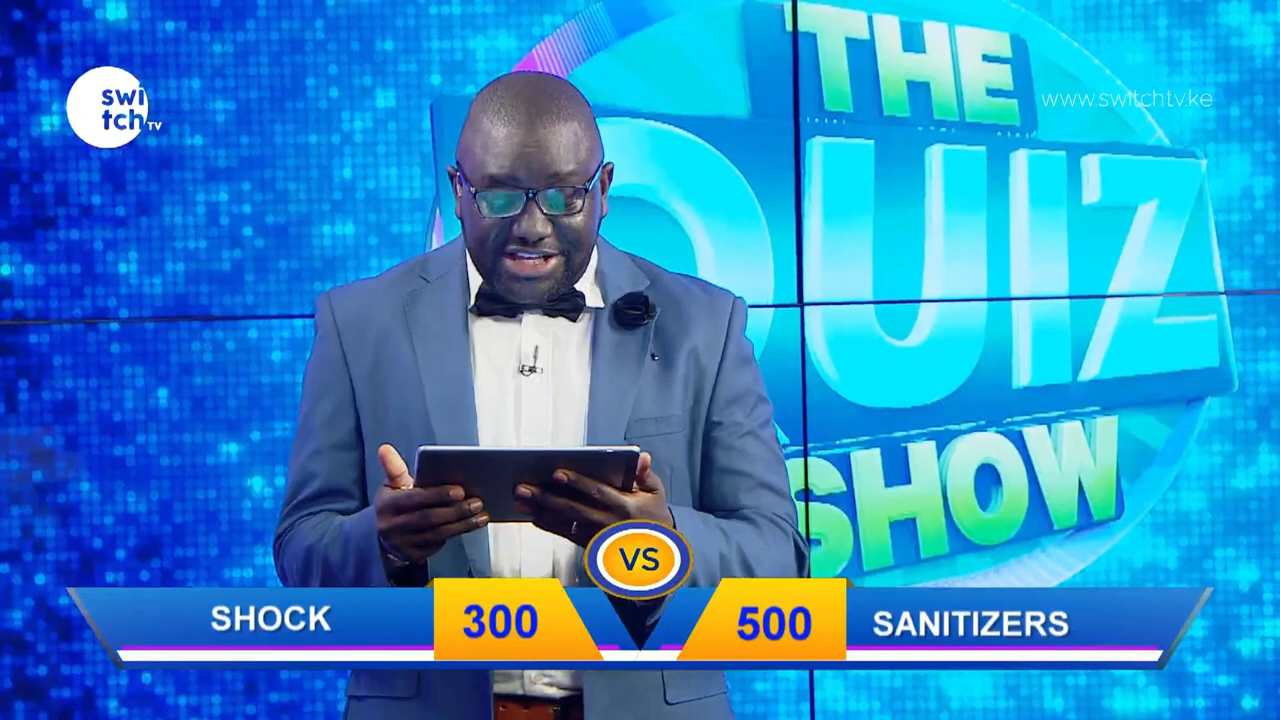 swi
tch TV
www.switchtv.ke
THE
QUIZ
SHOW
VS
SHOCK 300 500 SANITIZERS